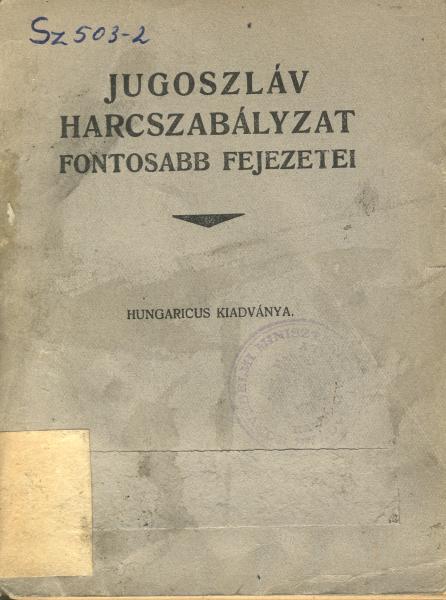 Sz 503-2
JUGOSZLÁV
HARCSZABÁLYZAT
FONTOSABB FEJEZETEI
HUNGARICUS KIADVÁNYA.